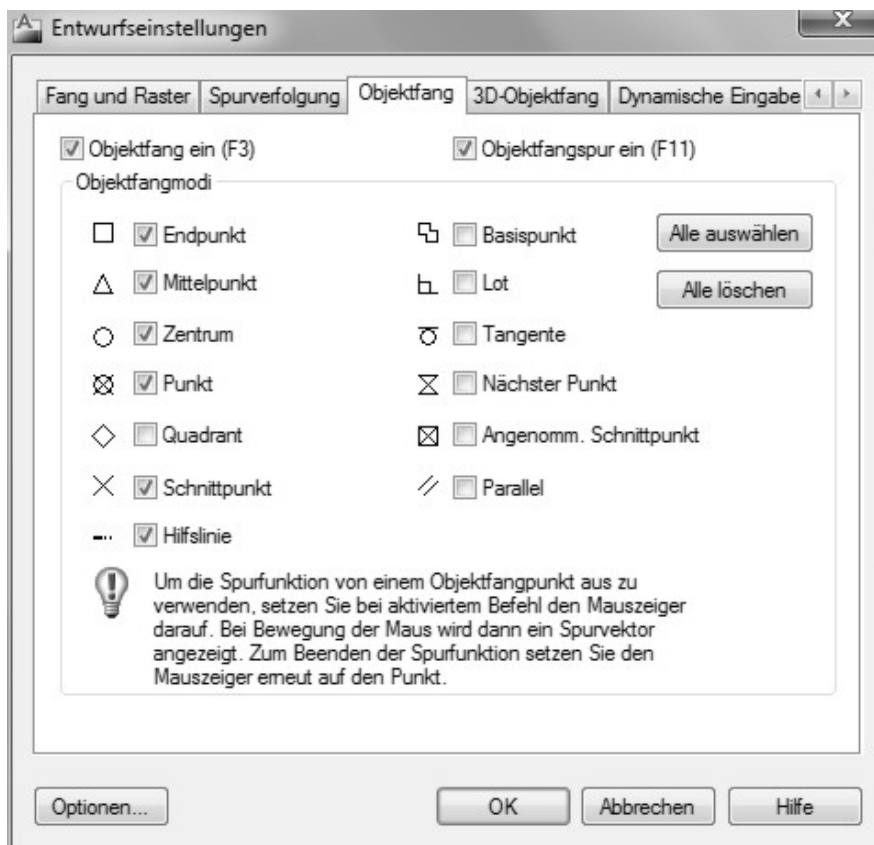 Entwurfseinstellungen
Fang und Raster Spurverfolgung Objektfang 3D-Objektfang Dynamische Eingabe
Objektfang ein (F3) Objektfangspur ein (F11)
Objektfangmodi
Endpunkt Basispunkt Alle auswählen
Mittelpunkt Lot Alle löschen
Zentrum Tangente
Punkt Nächster Punkt
Quadrant Angenomm. Schnittpunkt
Schnittpunkt Parallel
Hilfslinie
Um die Spurfunktion von einem Objektfangpunkt aus zu
verwenden, setzen Sie bei aktiviertem Befehl den Mauszeiger
darauf. Bei Bewegung der Maus wird dann ein Spurvektor
angezeigt. Zum Beenden der Spurfunktion setzen Sie den
Mauszeiger erneut auf den Punkt.
Optionen... OK Abbrechen Hilfe